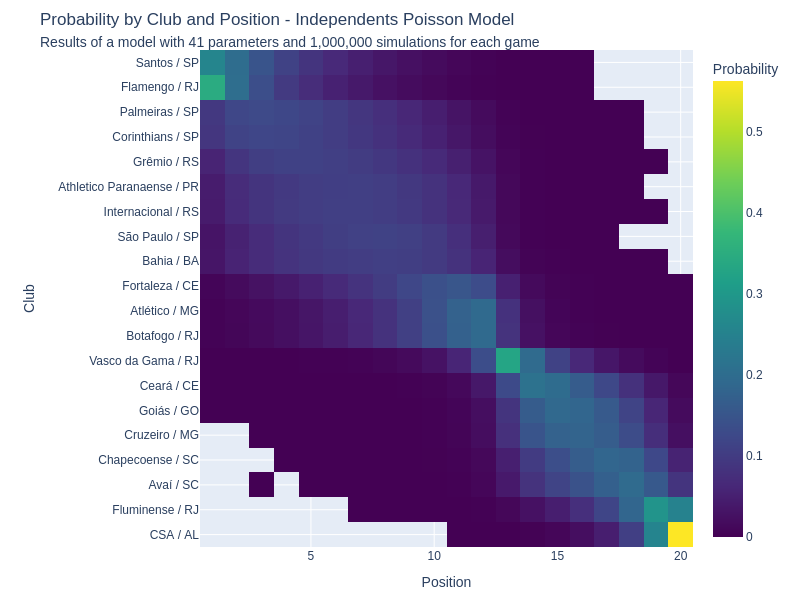 Probability by Club and Position - Independents Poisson Model
Results of a model with 41 parameters and 1,000,000 simulations for each game
Probability
Club
Santos / SP
Flamengo / RJ
Palmeiras / SP
Corinthians / SP
Grêmio / RS
Athletico Paranaense / PR
Internacional / RS
São Paulo / SP
Bahia / BA
Fortaleza / CE
Atlético / MG
Botafogo / RJ
Vasco da Gama / RJ
Ceará / CE
Goiás / GO
Cruzeiro / MG
Chapecoense / SC
Avaí / SC
Fluminense / RJ
CSA / AL
0.5
0.4
0.3
0.2
0.1
0
5
10
15
20
Position